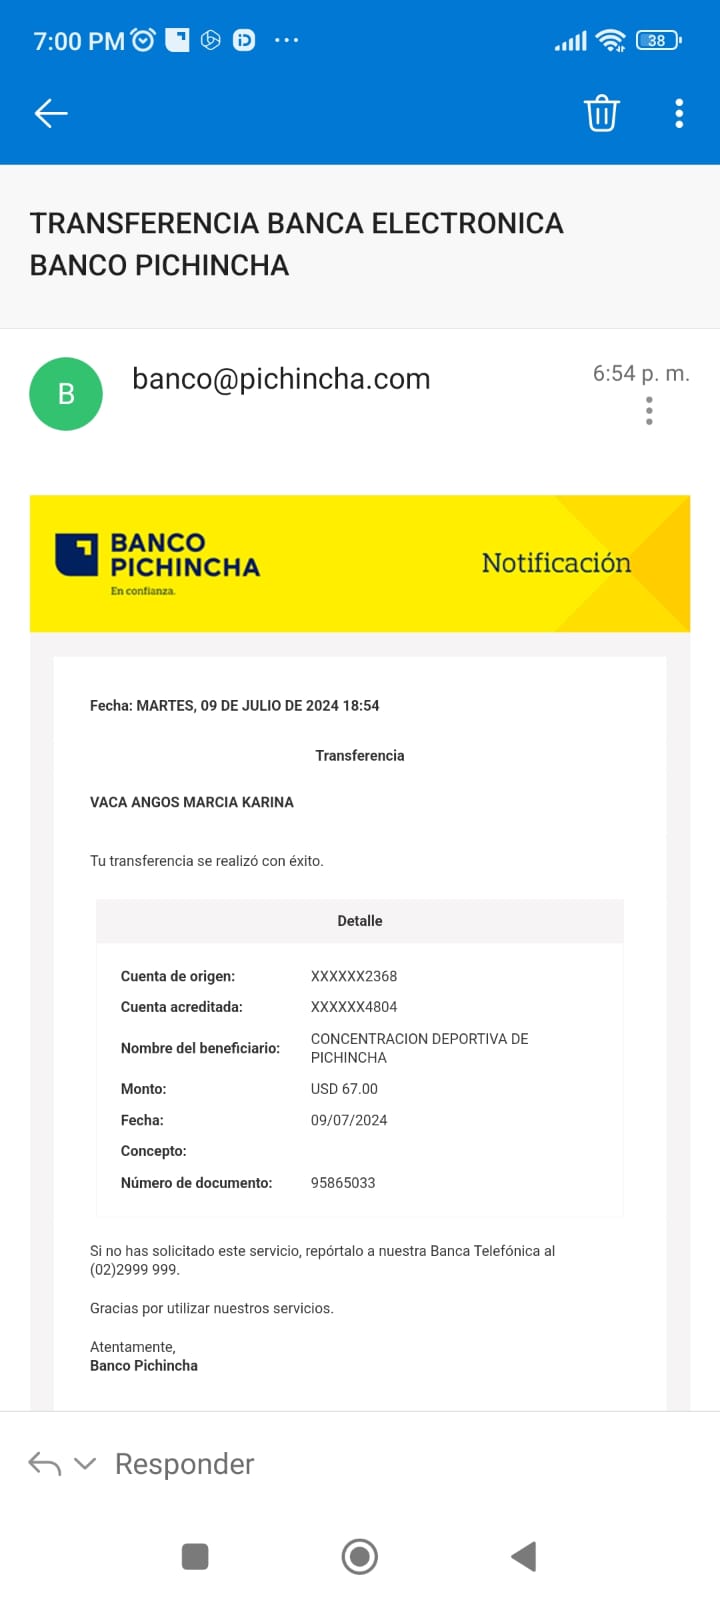 7:00 PM
38
TRANSFERENCIA BANCA ELECTRONICA
BANCO PICHINCHA
B
banco@pichincha.com
6:54 p. m.
BANCO
PICHINCHA
En confianza.
Notificación
Fecha: MARTES, 09 DE JULIO DE 2024 18:54
Transferencia
VACA ANGOS MARCIA KARINA
Tu transferencia se realizó con éxito.
Detalle
Cuenta de origen: XXXXXX2368
Cuenta acreditada: XXXXXX4804
Nombre del beneficiario: CONCENTRACION DEPORTIVA DE
PICHINCHA
Monto: USD 67.00
Fecha: 09/07/2024
Concepto:
Número de documento: 95865033
Si no has solicitado este servicio, repórtalo a nuestra Banca Telefónica al
(02)2999 999.
Gracias por utilizar nuestros servicios.
Atentamente,
Banco Pichincha
Responder